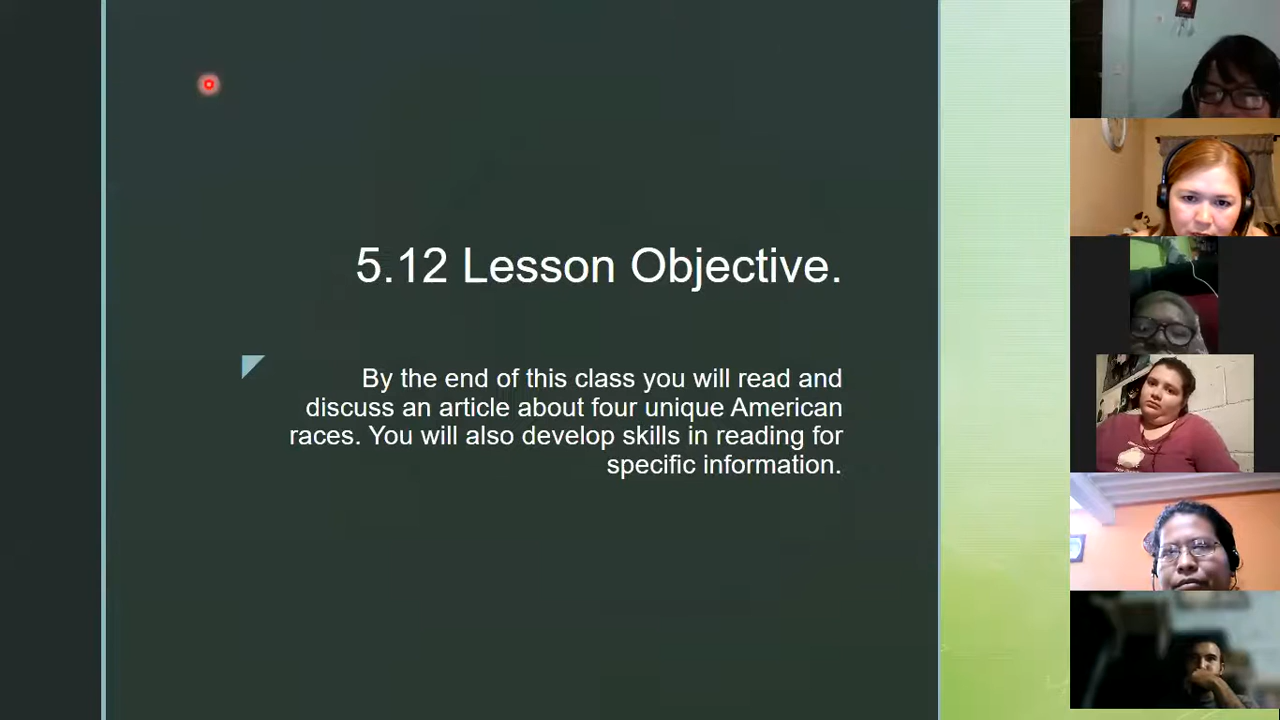 5.12 Lesson Objective.
By the end of this class you will read and
discuss an article about four unique American
races. You will also develop skills in reading for
specific information.